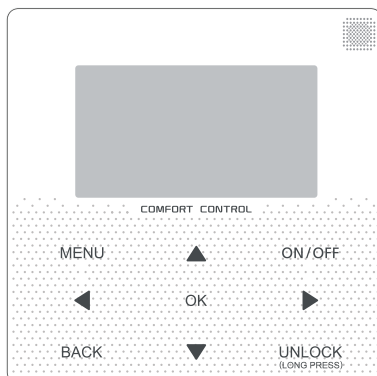 COMFORT CONTROL
MENU
ON/OFF
OK
BACK
UNLOCK
(LONG PRESS)